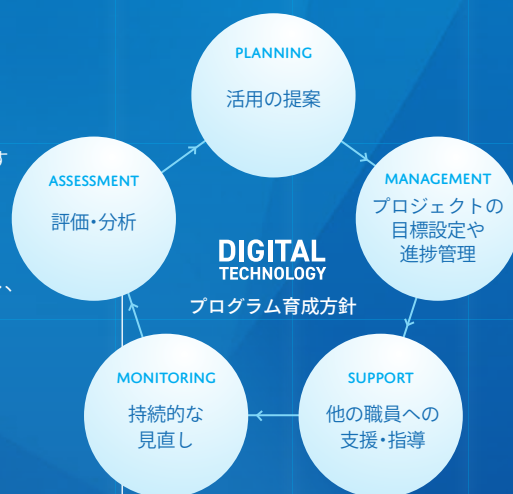 PLANNING
活用の提案
す
ASSESSMENT
評価・分析
MANAGEMENT
プロジェクトの
目標設定や
進捗管理
DIGITAL
TECHNOLOGY
プログラム育成方針
、
MONITORING
持続的な
見直し
SUPPORT
他の職員への
支援・指導